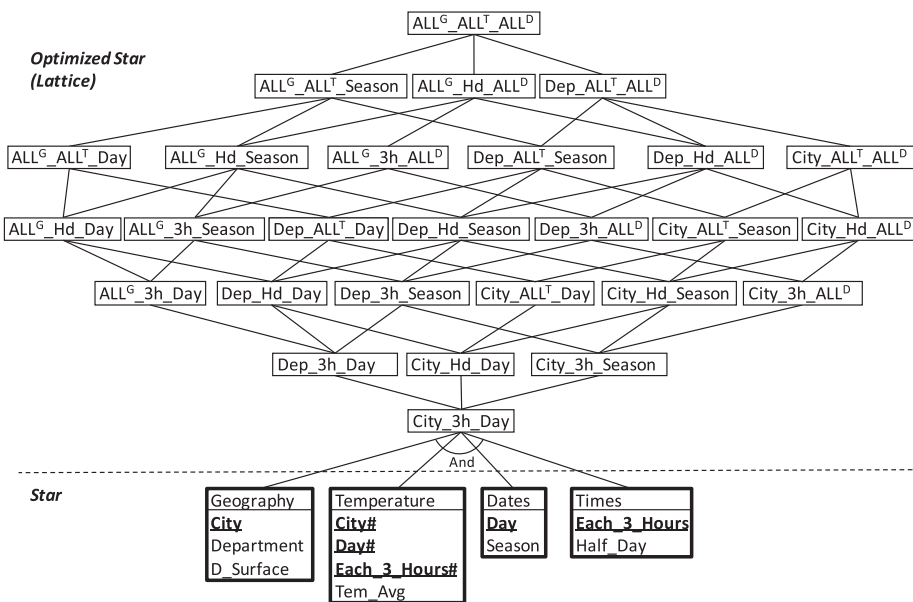 ALLᴳ_ALLᵀ_ALLᴰ
Optimized Star
(Lattice)
ALLᴳ_ALLᵀ_Season
ALLᴳ_Hd_ALLᴰ
Dep_ALLᵀ_ALLᴰ
ALLᴳ_ALLᵀ_Day
ALLᴳ_Hd_Season
ALLᴳ_3h_ALLᴰ
Dep_ALLᵀ_Season
Dep_Hd_ALLᴰ
City_ALLᵀ_ALLᴰ
ALLᴳ_Hd_Day
ALLᴳ_3h_Season
Dep_ALLᵀ_Day
Dep_Hd_Season
Dep_3h_ALLᴰ
City_ALLᵀ_Season
City_Hd_ALLᴰ
ALLᴳ_3h_Day
Dep_Hd_Day
Dep_3h_Season
City_ALLᵀ_Day
City_Hd_Season
City_3h_ALLᴰ
Dep_3h_Day
City_Hd_Day
City_3h_Season
City_3h_Day
And
Star
Geography
City
Department
D_Surface
Temperature
City#
Day#
Each_3_Hours#
Tem_Avg
Dates
Day
Season
Times
Each_3_Hours
Half_Day